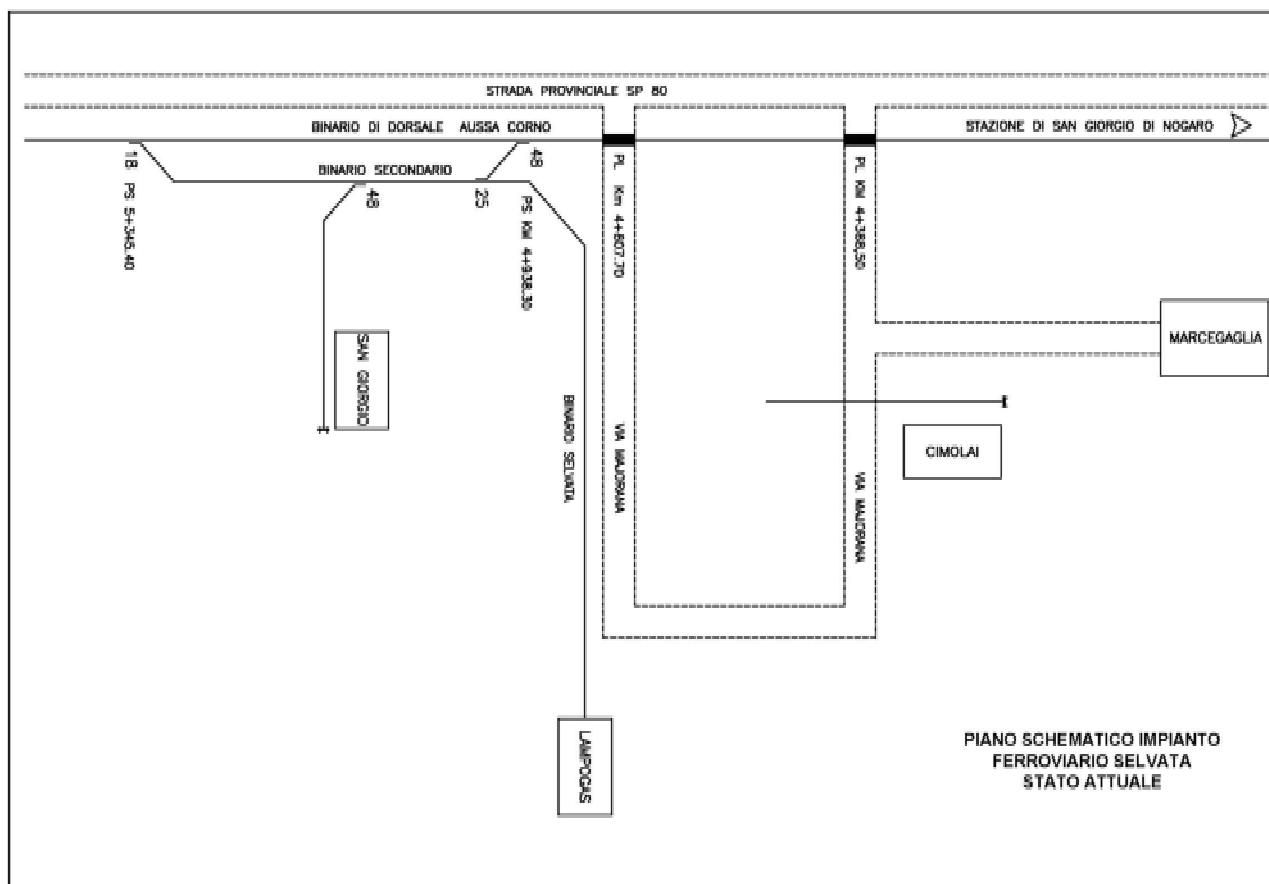 STRADA PROVINCIALE SP 80
BINARIO DI DORSALE AUSSA CORNO
STAZIONE DI SAN GIORGIO DI NOGARO
18 PS 5+345.40
BINARIO SECONDARIO
48
48
25
PS KM 4+938.30
PL Km 4+807.70
PL KM 4+388,50
SAN GIORGIO
MARCEGAGLIA
BINARIO SELVATA
VIA MAJORANA
CIMOLAI
VIA MAJORANA
LAMPOGAS
PIANO SCHEMATICO IMPIANTO
FERROVIARIO SELVATA
STATO ATTUALE